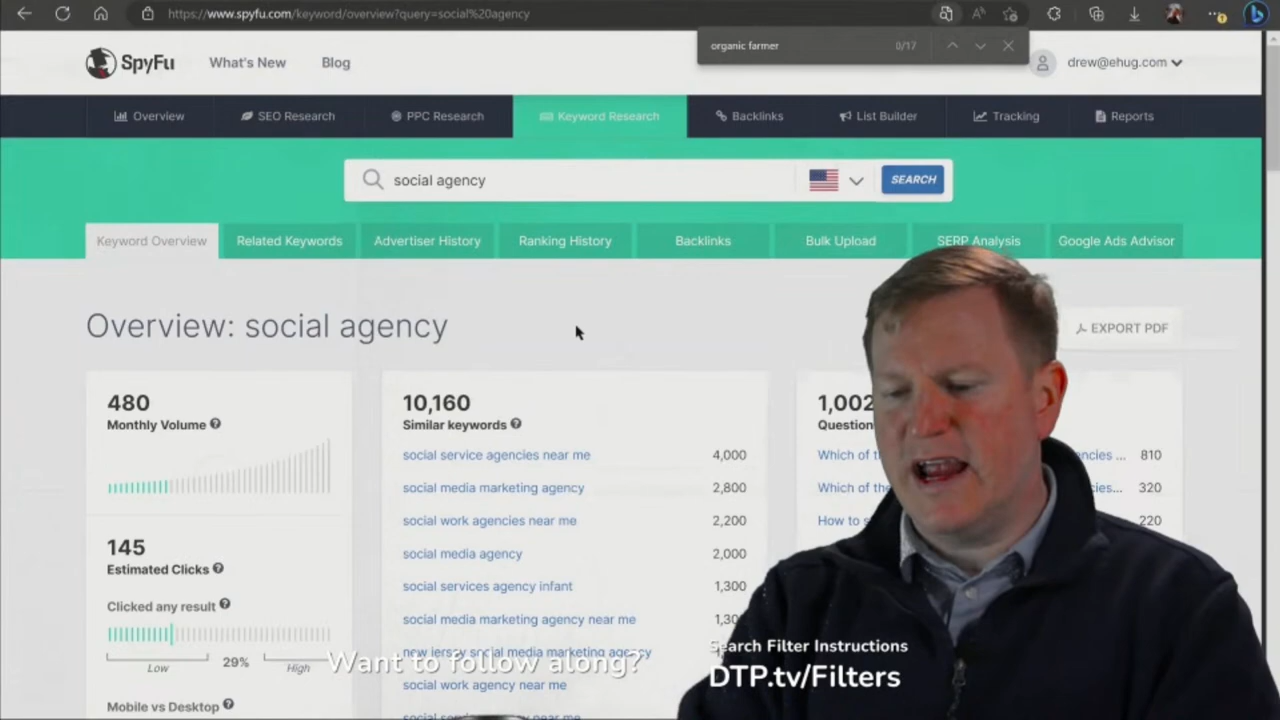 https://www.spyfu.com/keyword/overview?query=social%20agency
organic farmer 0/17
SpyFu What's New Blog drew@ehug.com
Overview SEO Research PPC Research Keyword Research Backlinks List Builder Tracking Reports
social agency SEARCH
Keyword Overview Related Keywords Advertiser History Ranking History Backlinks Bulk Upload SERP Analysis Google Ads Advisor
Overview: social agency EXPORT PDF
480
Monthly Volume
145
Estimated Clicks
Clicked any result
Low 29% High
Mobile vs Desktop
10,160
Similar keywords
social service agencies near me 4,000
social media marketing agency 2,800
social work agencies near me 2,200
social media agency 2,000
social services agency infant 1,300
social media marketing agency near me
new jersey social media marketing agency
social work agency near me
1,002
Which of ... 810
Which of 320
How to 220
Want to follow along?
Search Filter Instructions
DTP.tv/Filters